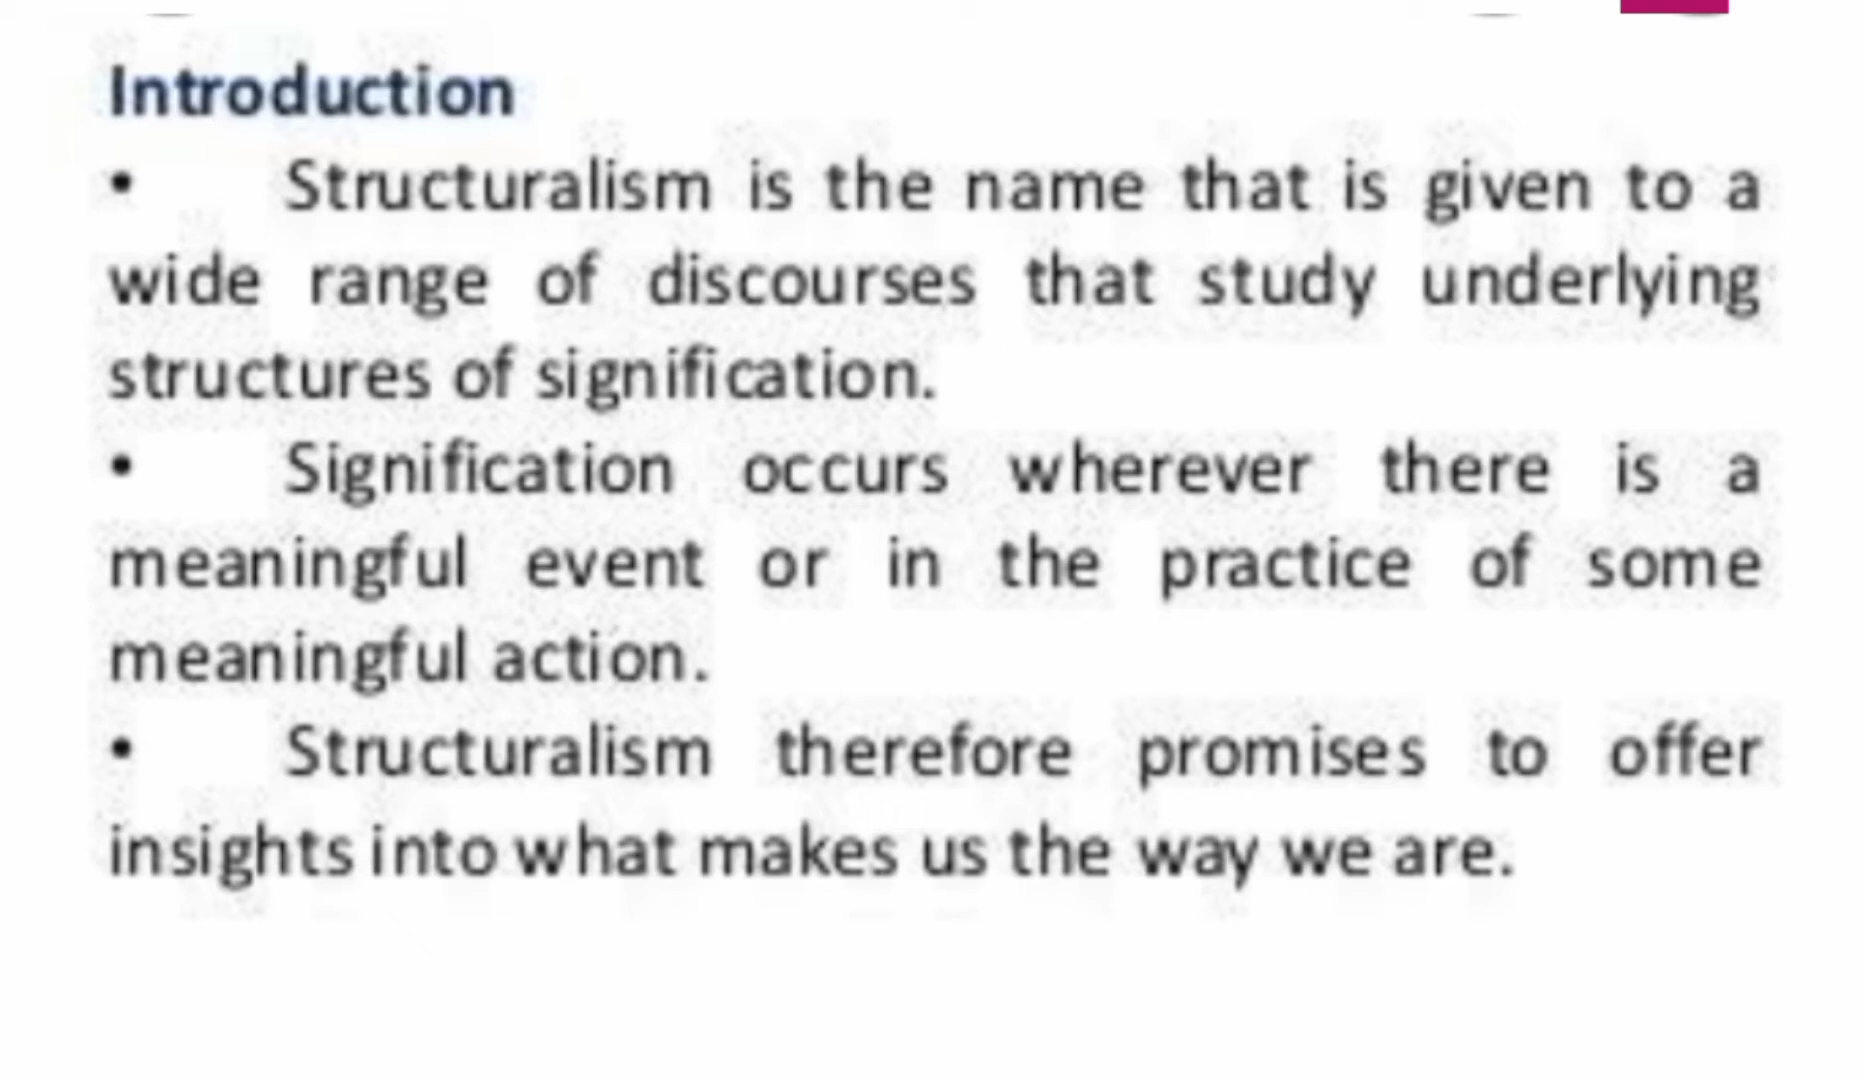 Introduction
• Structuralism is the name that is given to a
wide range of discourses that study underlying
structures of signification.
• Signification occurs wherever there is a
meaningful event or in the practice of some
meaningful action.
• Structuralism therefore promises to offer
insights into what makes us the way we are.